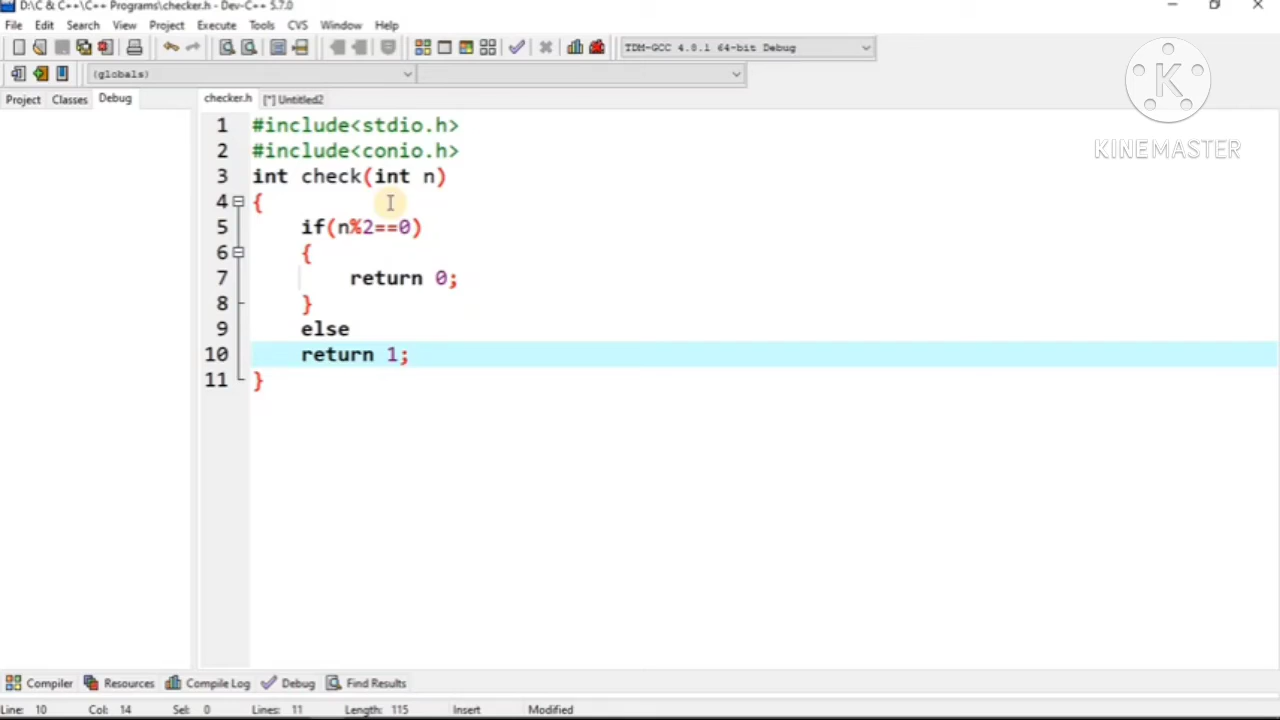 D:\C & C++\C++ Programs\checker.h - Dev-C++ 5.7.0
File Edit Search View Project Execute Tools CVS Window Help
TDM-GCC 4.8.1 64-bit Debug
(globals)
Project Classes Debug checker.h [*] Untitled2
K
KINEMASTER
1 #include<stdio.h>
2 #include<conio.h>
3 int check(int n)
4 {
5 if(n%2==0)
6 {
7 return 0;
8 }
9 else
10 return 1;
11 }
Compiler Resources Compile Log Debug Find Results
Line: 10 Col: 14 Sel: 0 Lines: 11 Length: 115 Insert Modified